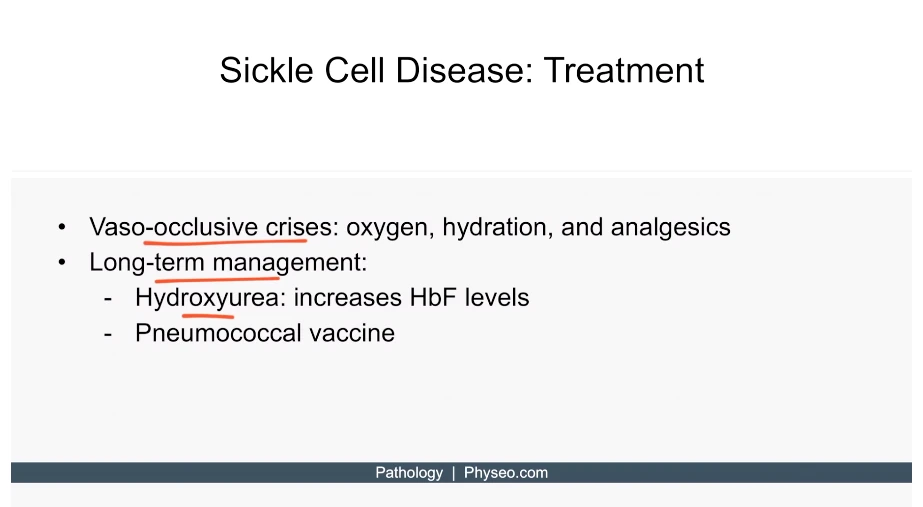 Sickle Cell Disease: Treatment
• Vaso-occlusive crises: oxygen, hydration, and analgesics
• Long-term management:
- Hydroxyurea: increases HbF levels
- Pneumococcal vaccine
Pathology | Physeo.com